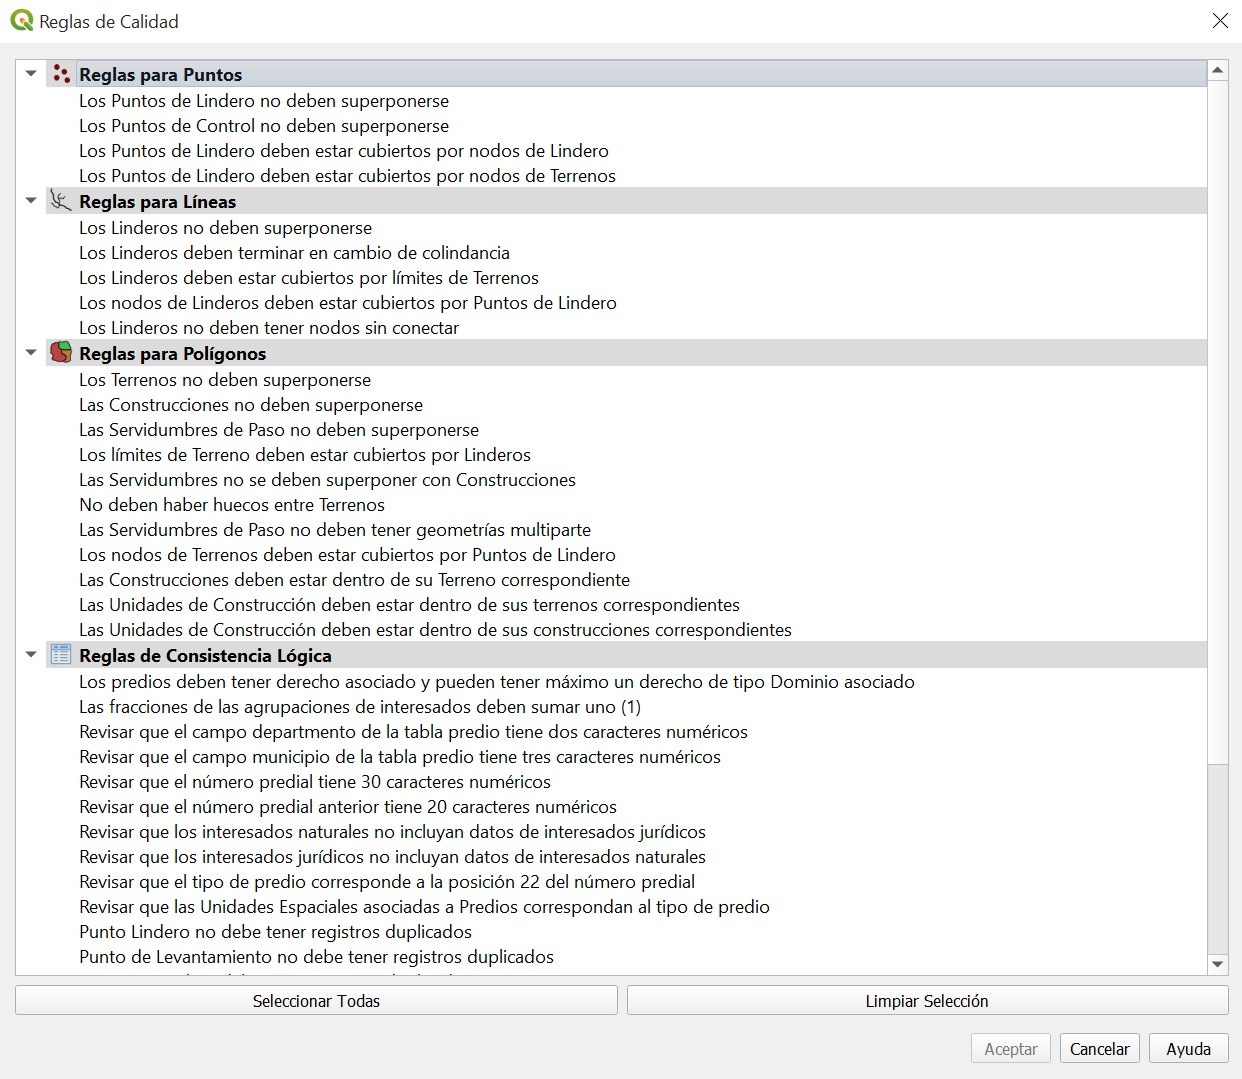 Reglas de Calidad
Reglas para Puntos
Los Puntos de Lindero no deben superponerse
Los Puntos de Control no deben superponerse
Los Puntos de Lindero deben estar cubiertos por nodos de Lindero
Los Puntos de Lindero deben estar cubiertos por nodos de Terrenos
Reglas para Líneas
Los Linderos no deben superponerse
Los Linderos deben terminar en cambio de colindancia
Los Linderos deben estar cubiertos por límites de Terrenos
Los nodos de Linderos deben estar cubiertos por Puntos de Lindero
Los Linderos no deben tener nodos sin conectar
Reglas para Polígonos
Los Terrenos no deben superponerse
Las Construcciones no deben superponerse
Las Servidumbres de Paso no deben superponerse
Los límites de Terreno deben estar cubiertos por Linderos
Las Servidumbres no se deben superponer con Construcciones
No deben haber huecos entre Terrenos
Las Servidumbres de Paso no deben tener geometrías multiparte
Los nodos de Terrenos deben estar cubiertos por Puntos de Lindero
Las Construcciones deben estar dentro de su Terreno correspondiente
Las Unidades de Construcción deben estar dentro de sus terrenos correspondientes
Las Unidades de Construcción deben estar dentro de sus construcciones correspondientes
Reglas de Consistencia Lógica
Los predios deben tener derecho asociado y pueden tener máximo un derecho de tipo Dominio asociado
Las fracciones de las agrupaciones de interesados deben sumar uno (1)
Revisar que el campo departmento de la tabla predio tiene dos caracteres numéricos
Revisar que el campo municipio de la tabla predio tiene tres caracteres numéricos
Revisar que el número predial tiene 30 caracteres numéricos
Revisar que el número predial anterior tiene 20 caracteres numéricos
Revisar que los interesados naturales no incluyan datos de interesados jurídicos
Revisar que los interesados jurídicos no incluyan datos de interesados naturales
Revisar que el tipo de predio corresponde a la posición 22 del número predial
Revisar que las Unidades Espaciales asociadas a Predios correspondan al tipo de predio
Punto Lindero no debe tener registros duplicados
Punto de Levantamiento no debe tener registros duplicados
Seleccionar Todas
Limpiar Selección
Aceptar
Cancelar
Ayuda